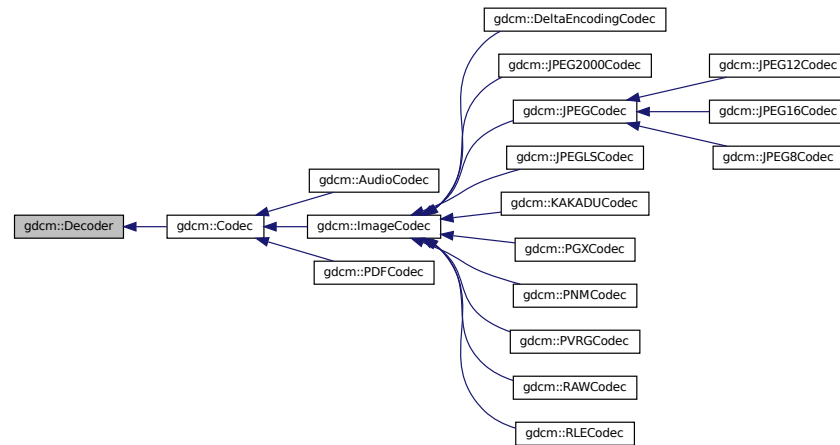 gdcm::DeltaEncodingCodec
gdcm::JPEG2000Codec
gdcm::JPEG12Codec
gdcm::JPEGCodec
gdcm::JPEG16Codec
gdcm::JPEGLSCodec
gdcm::JPEG8Codec
gdcm::AudioCodec
gdcm::KAKADUCodec
gdcm::Decoder
gdcm::Codec
gdcm::ImageCodec
gdcm::PGXCodec
gdcm::PDFCodec
gdcm::PNMCodec
gdcm::PVRGCodec
gdcm::RAWCodec
gdcm::RLECodec